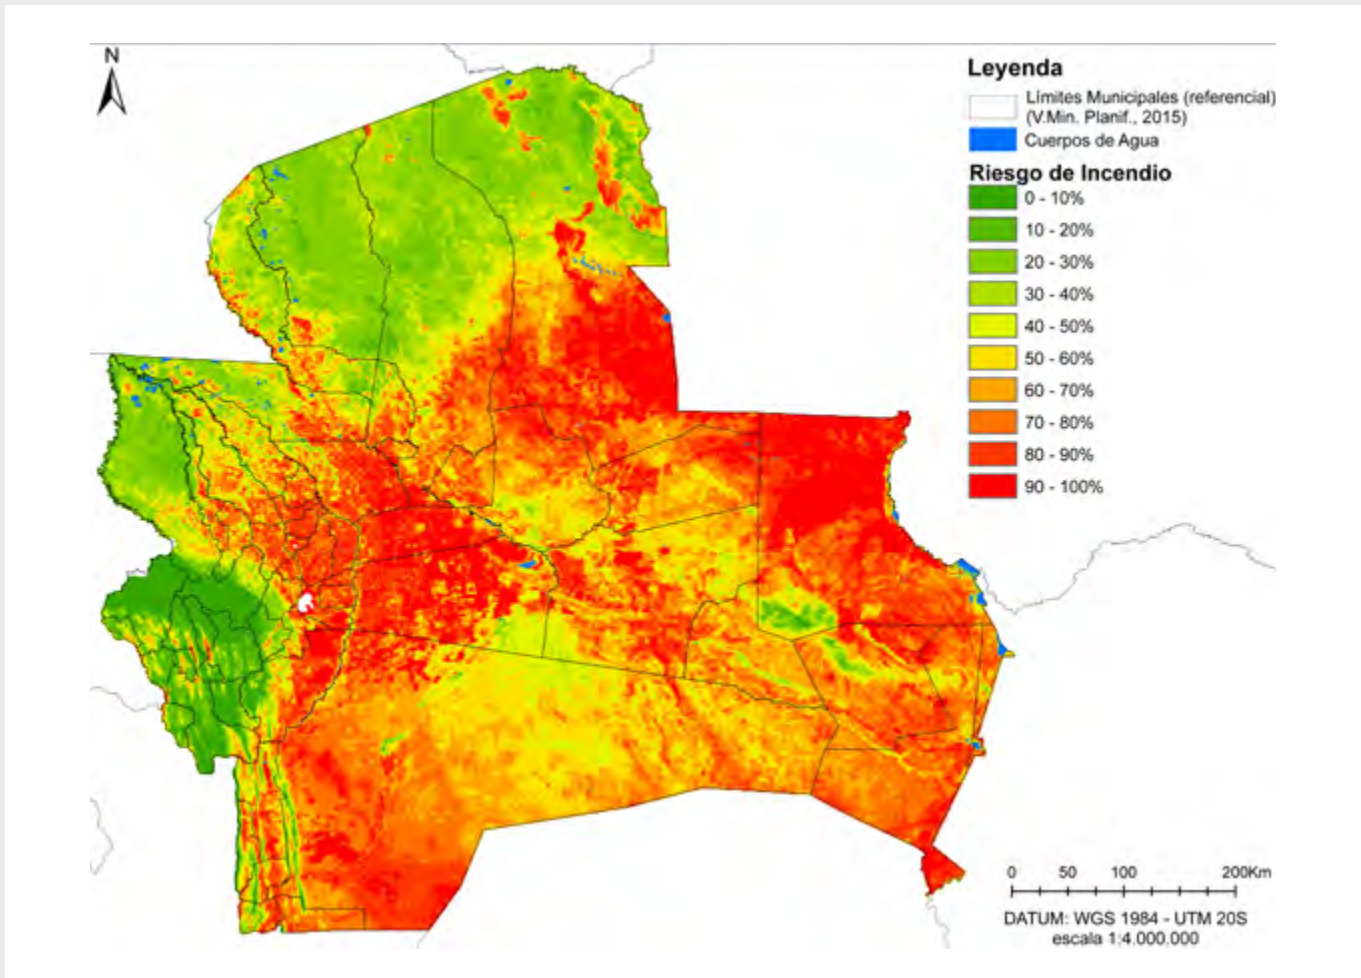 N
Leyenda
Límites Municipales (referencial)
(V.Min. Planif., 2015)
Cuerpos de Agua
Riesgo de Incendio
0 - 10%
10 - 20%
20 - 30%
30 - 40%
40 - 50%
50 - 60%
60 - 70%
70 - 80%
80 - 90%
90 - 100%
0 50 100 200Km
DATUM: WGS 1984 - UTM 20S
escala 1:4.000.000